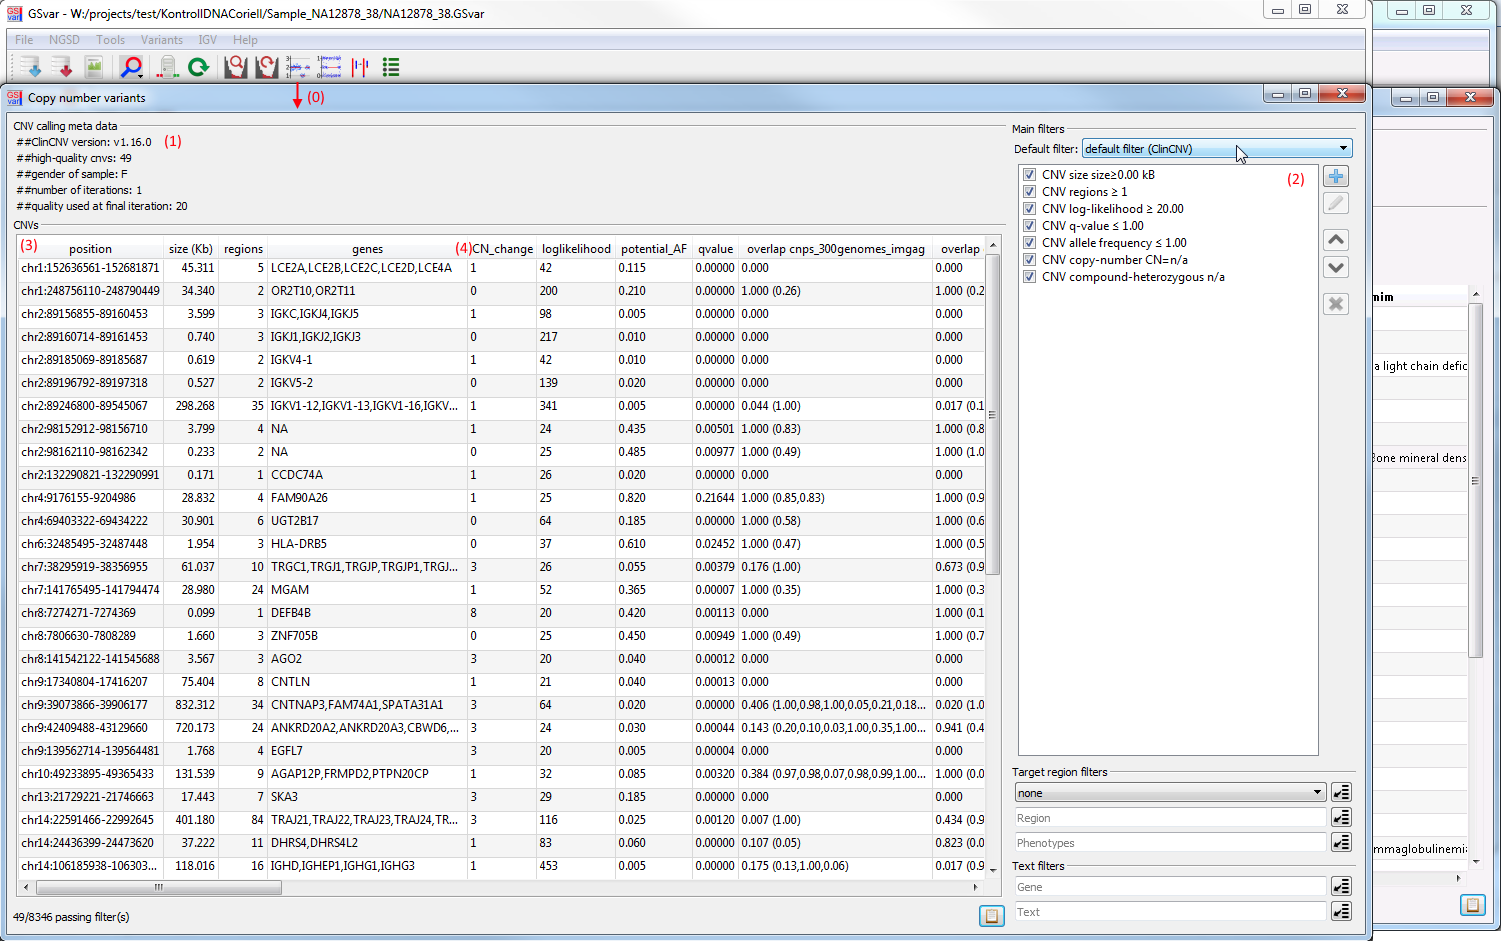 GSvar - W:/projects/test/KontrollDNACoriell/Sample_NA12878_38/NA12878_38.GSvar
File NGSD Tools Variants IGV Help
(0)
Copy number variants
CNV calling meta data
##ClinCNV version: v1.16.0 (1)
##high-quality cnvs: 49
##gender of sample: F
##number of iterations: 1
##quality used at final iteration: 20
CNVs
(3) position size (Kb) regions genes (4) CN_change loglikelihood potential_AF qvalue overlap cnps_300genomes_imgag overlap
chr1:152636561-152681871 45.311 5 LCE2A,LCE2B,LCE2C,LCE2D,LCE4A 1 42 0.115 0.00000 0.000 0.000
chr1:248756110-248790449 34.340 2 OR2T10,OR2T11 0 200 0.210 0.00000 1.000 (0.26) 1.000 (0.2
chr2:89156855-89160453 3.599 3 IGKC,IGKJ4,IGKJ5 1 98 0.005 0.00000 0.000 0.000
chr2:89160714-89161453 0.740 3 IGKJ1,IGKJ2,IGKJ3 0 217 0.010 0.00000 0.000 0.000
chr2:89185069-89185687 0.619 2 IGKV4-1 1 42 0.010 0.00000 0.000 0.000
chr2:89196792-89197318 0.527 2 IGKV5-2 0 139 0.020 0.00000 0.000 0.000
chr2:89246800-89545067 298.268 35 IGKV1-12,IGKV1-13,IGKV1-16,IGKV... 1 341 0.005 0.00000 0.044 (1.00) 0.017 (0.1
chr2:98152912-98156710 3.799 4 NA 1 24 0.435 0.00501 1.000 (0.83) 1.000 (0.8
chr2:98162110-98162342 0.233 2 NA 0 25 0.485 0.00977 1.000 (0.49) 1.000 (1.0
chr2:132290821-132290991 0.171 1 CCDC74A 1 26 0.020 0.00000 0.000 0.000
chr4:9176155-9204986 28.832 4 FAM90A26 1 25 0.820 0.21644 1.000 (0.85,0.83) 1.000 (0.9
chr4:69403322-69434222 30.901 6 UGT2B17 0 64 0.185 0.00000 1.000 (0.58) 1.000 (0.6
chr6:32485495-32487448 1.954 3 HLA-DRB5 0 37 0.610 0.02452 1.000 (0.47) 1.000 (0.5
chr7:38295919-38356955 61.037 10 TRGC1,TRGJ1,TRGJP,TRGJP1,TRGJ... 3 26 0.055 0.00379 0.176 (1.00) 0.673 (0.9
chr7:141765495-141794474 28.980 24 MGAM 1 52 0.365 0.00007 1.000 (0.35) 1.000 (0.3
chr8:7274271-7274369 0.099 1 DEFB4B 8 20 0.420 0.00113 0.000 1.000 (0.1
chr8:7806630-7808289 1.660 3 ZNF705B 0 25 0.450 0.00949 1.000 (0.49) 1.000 (0.7
chr8:141542122-141545688 3.567 3 AGO2 3 20 0.040 0.00012 0.000 0.000
chr9:17340804-17416207 75.404 8 CNTLN 1 21 0.040 0.00013 0.000 0.000
chr9:39073866-39906177 832.312 34 CNTNAP3,FAM74A1,SPATA31A1 3 64 0.020 0.00000 0.406 (1.00,0.98,1.00,0.05,0.21,0.18... 0.020 (1.0
chr9:42409488-43129660 720.173 24 ANKRD20A2,ANKRD20A3,CBWD6,... 3 24 0.030 0.00044 0.143 (0.20,0.10,0.03,1.00,0.35,1.00... 0.941 (0.4
chr9:139562714-139564481 1.768 4 EGFL7 3 20 0.005 0.00004 0.000 0.000
chr10:49233895-49365433 131.539 9 AGAP12P,FRMPD2,PTPN20CP 1 32 0.085 0.00320 0.384 (0.97,0.98,0.07,0.98,0.99,1.00... 1.000 (0.0
chr13:21729221-21746663 17.443 7 SKA3 3 29 0.185 0.00000 0.000 0.000
chr14:22591466-22992645 401.180 84 TRAJ21,TRAJ22,TRAJ23,TRAJ24,TR... 3 116 0.025 0.00120 0.007 (1.00) 0.434 (0.9
chr14:24436399-24473620 37.222 11 DHRS4,DHRS4L2 1 83 0.060 0.00000 0.107 (0.05) 0.823 (0.0
chr14:106185938-106303... 118.016 16 IGHD,IGHEP1,IGHG1,IGHG3 1 453 0.005 0.00000 0.175 (0.13,1.00,0.06) 0.017 (0.9
49/8346 passing filter(s)
Main filters
Default filter: default filter (ClinCNV)
CNV size size≥0.00 kB (2)
CNV regions ≥ 1
CNV log-likelihood ≥ 20.00
CNV q-value ≤ 1.00
CNV allele frequency ≤ 1.00
CNV copy-number CN=n/a
CNV compound-heterozygous n/a
Target region filters
none
Region
Phenotypes
Text filters
Gene
Text
mim
a light chain defic
one mineral dens
mmaglobulinemi